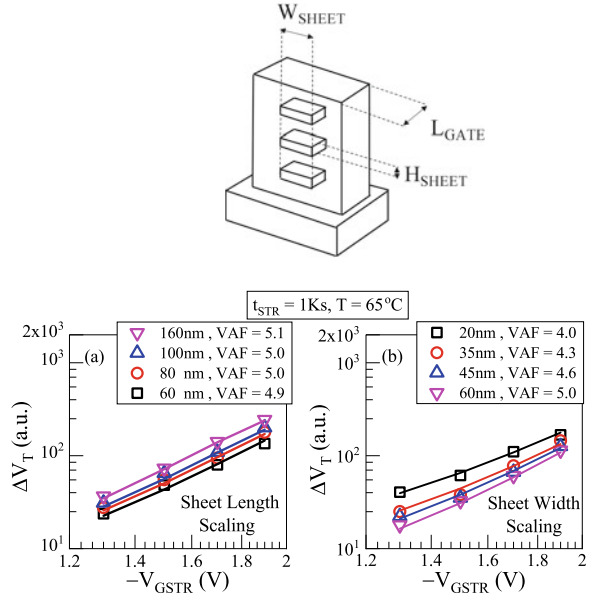 W_SHEET
L_GATE
H_SHEET
t_STR = 1Ks, T = 65°C
2x10³
10²
10¹
ΔV_T (a.u.)
(a)
160nm , VAF = 5.1
100nm , VAF = 5.0
80 nm , VAF = 5.0
60 nm , VAF = 4.9
Sheet Length
Scaling
1.2 1.4 1.6 1.8 2
−V_GSTR (V)
2x10³
10²
10¹
ΔV_T (a.u.)
(b)
20nm , VAF = 4.0
35nm , VAF = 4.3
45nm , VAF = 4.6
60nm , VAF = 5.0
Sheet Width
Scaling
1.2 1.4 1.6 1.8 2
−V_GSTR (V)